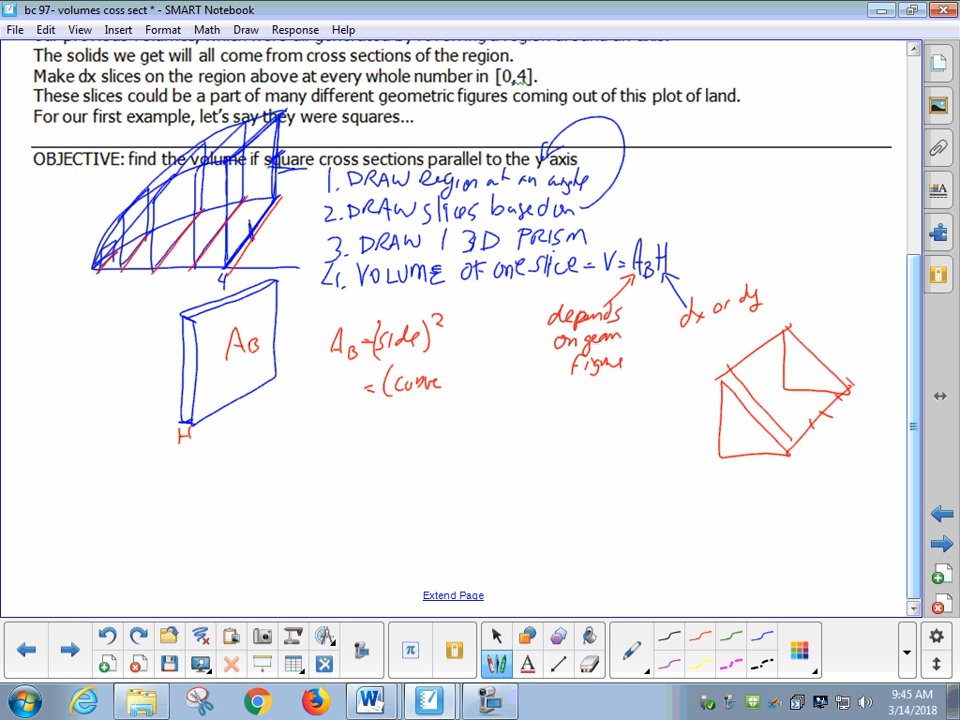 bc 97- volumes coss sect * - SMART Notebook
File Edit View Insert Format Math Draw Response Help
The solids we get will all come from cross sections of the region.
Make dx slices on the region above at every whole number in [0,4].
These slices could be a part of many different geometric figures coming out of this plot of land.
For our first example, let's say they were squares...
OBJECTIVE: find the volume if square cross sections parallel to the y axis
1. DRAW Region at an angle
2. DRAW slices based on
3. DRAW 1 3D PRISM
4. VOLUME OF one slice = V = A_B H
4
depends
on geom
figure
dx or dy
A_B
A_B = (side)²
= (curve
H
Extend Page
9:45 AM
3/14/2018